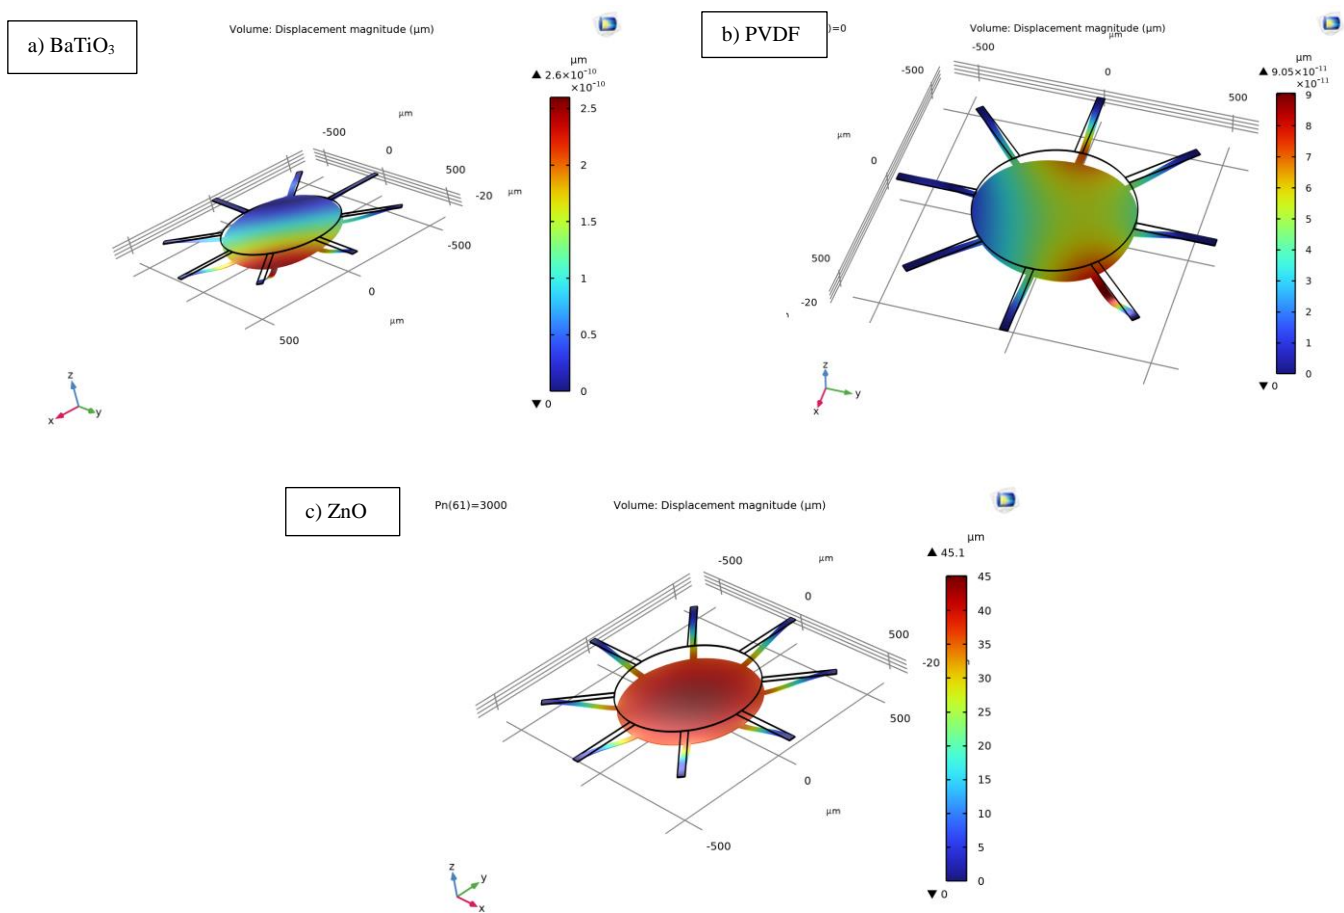 a) BaTiO₃
Volume: Displacement magnitude (µm)
µm
▲ 2.6×10⁻¹⁰
×10⁻¹⁰
2.5
2
1.5
1
0.5
0
▼ 0
-500
µm
0
500
-20
µm
-500
0
µm
500
z
x
y
b) PVDF
)=0
Volume: Displacement magnitude (µm)
µm
-500
0
500
-500
µm
0
500
-20
µm
▲ 9.05×10⁻¹¹
×10⁻¹¹
9
8
7
6
5
4
3
2
1
0
▼ 0
z
y
x
c) ZnO
Pn(61)=3000
Volume: Displacement magnitude (µm)
µm
▲ 45.1
45
40
35
30
25
20
15
10
5
0
▼ 0
-500
µm
0
500
-20
500
0
µm
-500
z
y
x